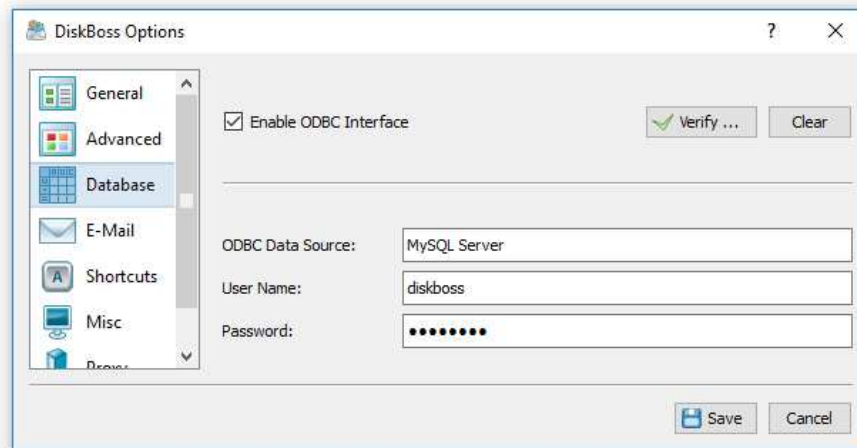 DiskBoss Options
?
General
Advanced
Database
E-Mail
Shortcuts
Misc
Proxy
Enable ODBC Interface
Verify ...
Clear
ODBC Data Source:
MySQL Server
User Name:
diskboss
Password:
••••••••
Save
Cancel